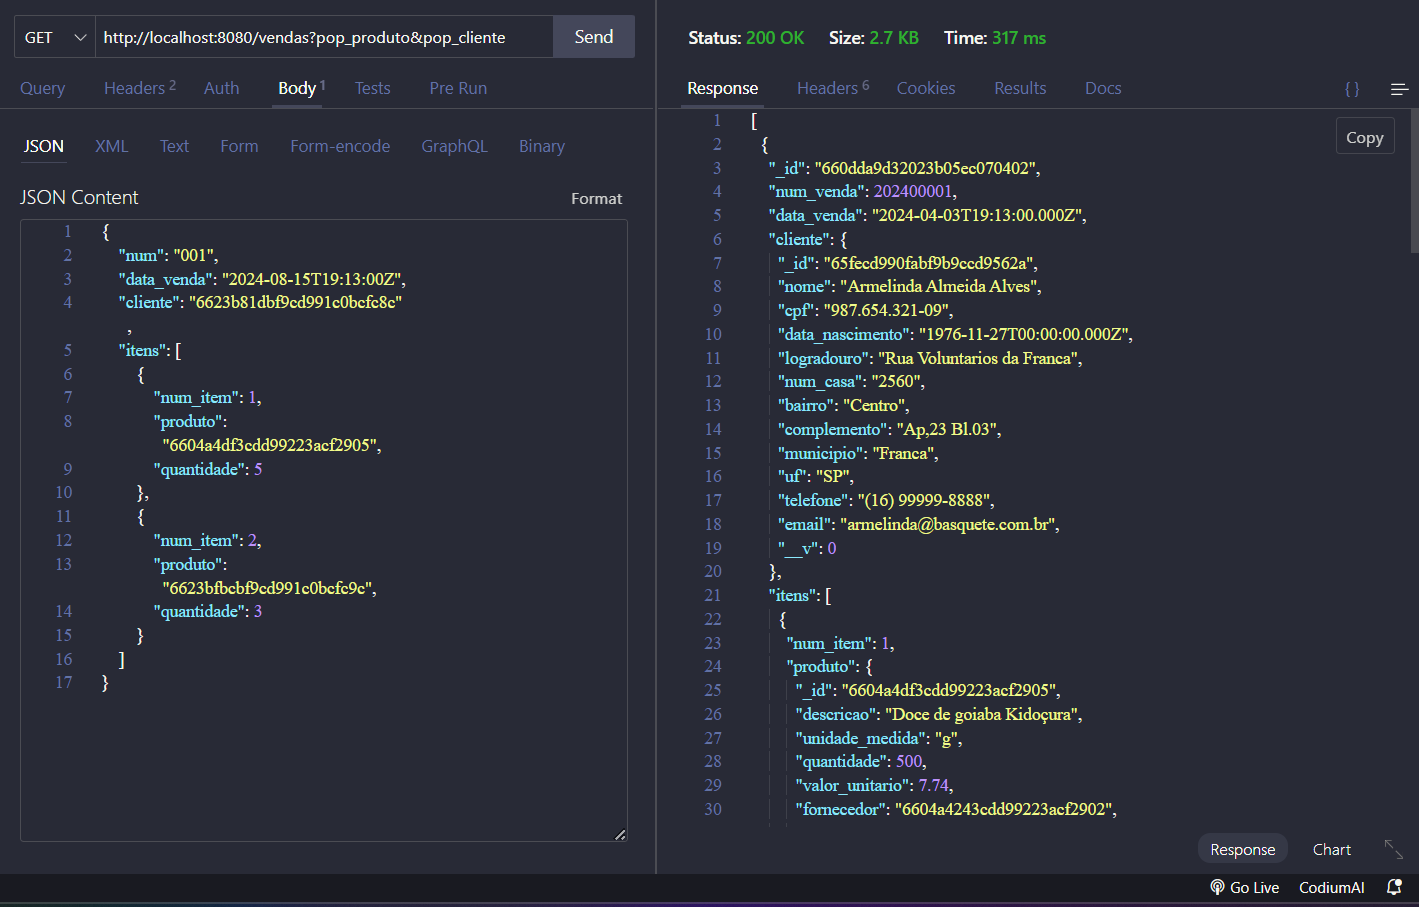 GET http://localhost:8080/vendas?pop_produto&pop_cliente Send
Query Headers 2 Auth Body 1 Tests Pre Run
JSON XML Text Form Form-encode GraphQL Binary
JSON Content Format
1 {
2 "num": "001",
3 "data_venda": "2024-08-15T19:13:00Z",
4 "cliente": "6623b81dbf9cd991c0bcfc8c"
,
5 "itens": [
6 {
7 "num_item": 1,
8 "produto":
"6604a4df3cdd99223acf2905",
9 "quantidade": 5
10 },
11 {
12 "num_item": 2,
13 "produto":
"6623bfbcbf9cd991c0bcfc9c",
14 "quantidade": 3
15 }
16 ]
17 }
Status: 200 OK Size: 2.7 KB Time: 317 ms
Response Headers 6 Cookies Results Docs { }
Copy
1 [
2 {
3 "_id": "660dda9d32023b05ec070402",
4 "num_venda": 202400001,
5 "data_venda": "2024-04-03T19:13:00.000Z",
6 "cliente": {
7 "_id": "65fecd990fabf9b9ccd9562a",
8 "nome": "Armelinda Almeida Alves",
9 "cpf": "987.654.321-09",
10 "data_nascimento": "1976-11-27T00:00:00.000Z",
11 "logradouro": "Rua Voluntarios da Franca",
12 "num_casa": "2560",
13 "bairro": "Centro",
14 "complemento": "Ap,23 Bl.03",
15 "municipio": "Franca",
16 "uf": "SP",
17 "telefone": "(16) 99999-8888",
18 "email": "armelinda@basquete.com.br",
19 "__v": 0
20 },
21 "itens": [
22 {
23 "num_item": 1,
24 "produto": {
25 "_id": "6604a4df3cdd99223acf2905",
26 "descricao": "Doce de goiaba Kidoçura",
27 "unidade_medida": "g",
28 "quantidade": 500,
29 "valor_unitario": 7.74,
30 "fornecedor": "6604a4243cdd99223acf2902",
Response Chart
Go Live CodiumAI